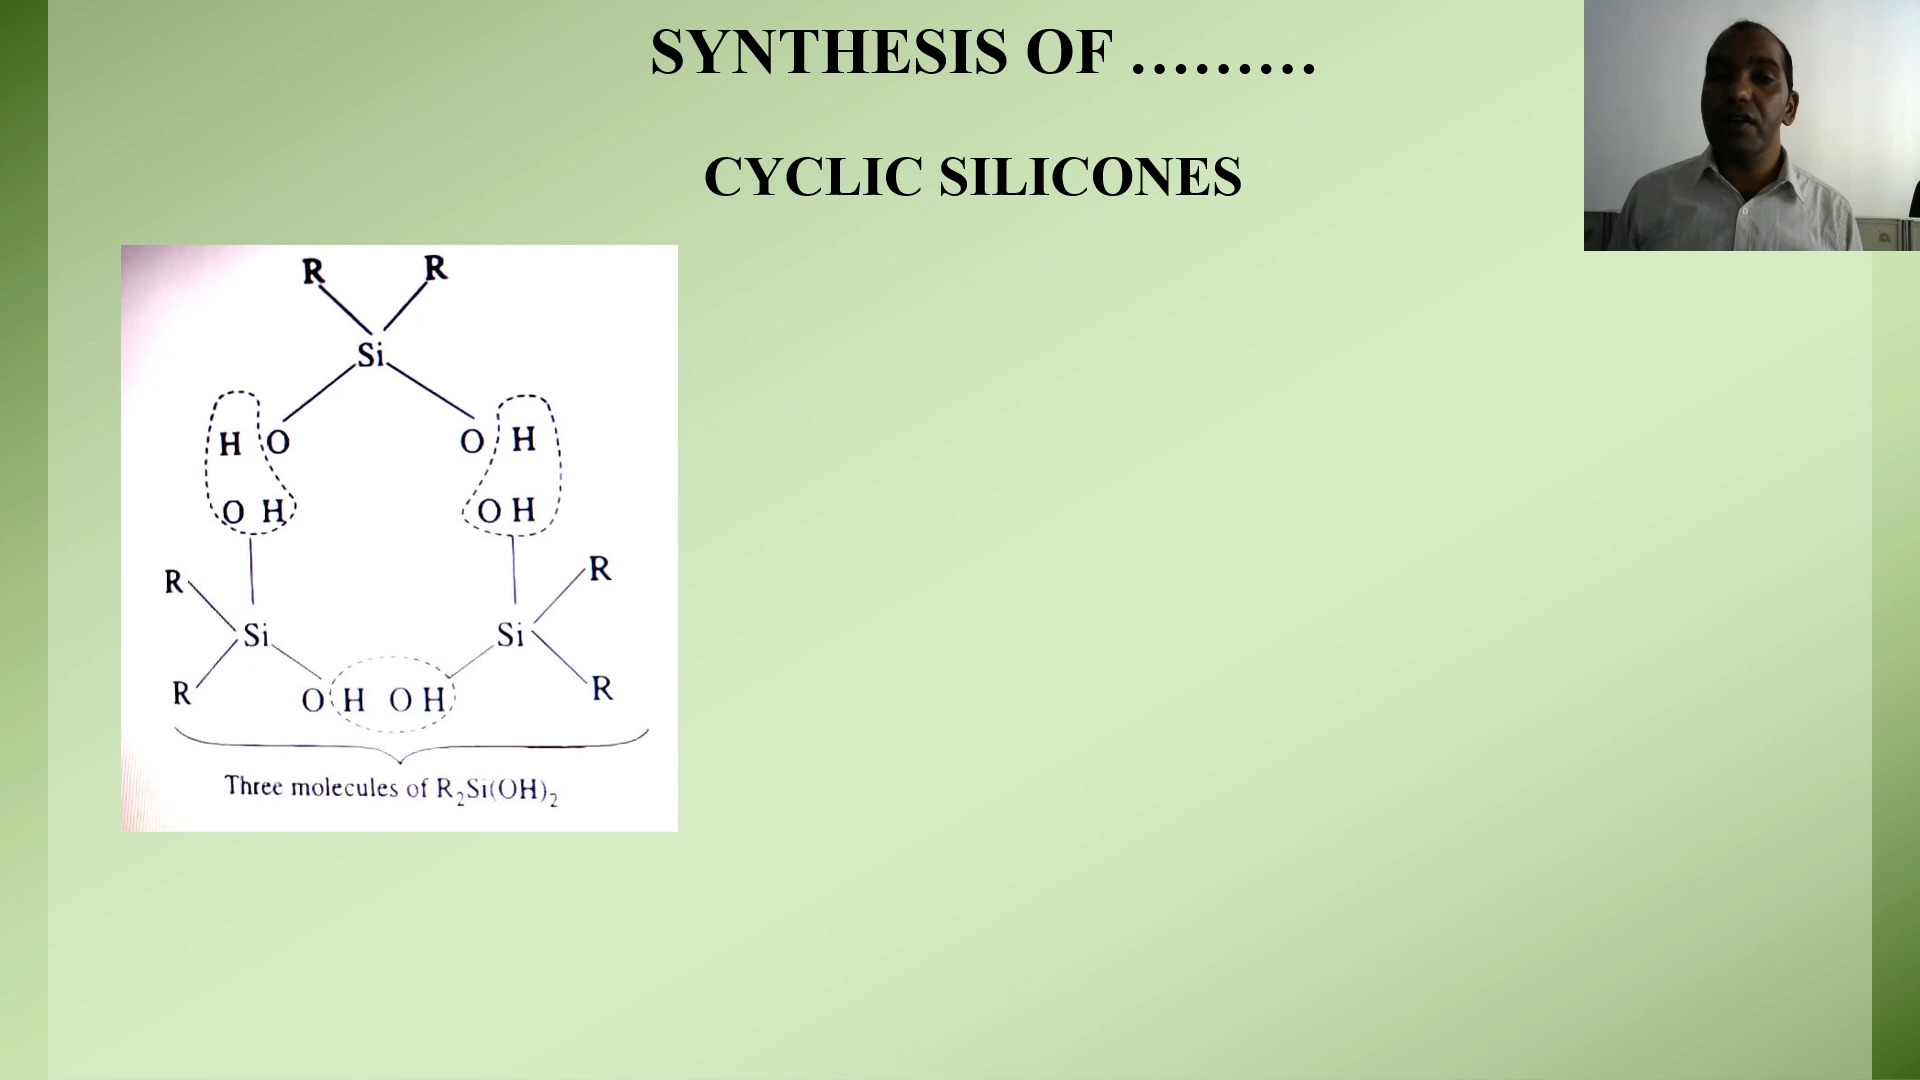 SYNTHESIS OF ………
CYCLIC SILICONES
R R
Si
H O O H
O H O H
R R
Si Si
R R
O H O H
Three molecules of R₂Si(OH)₂